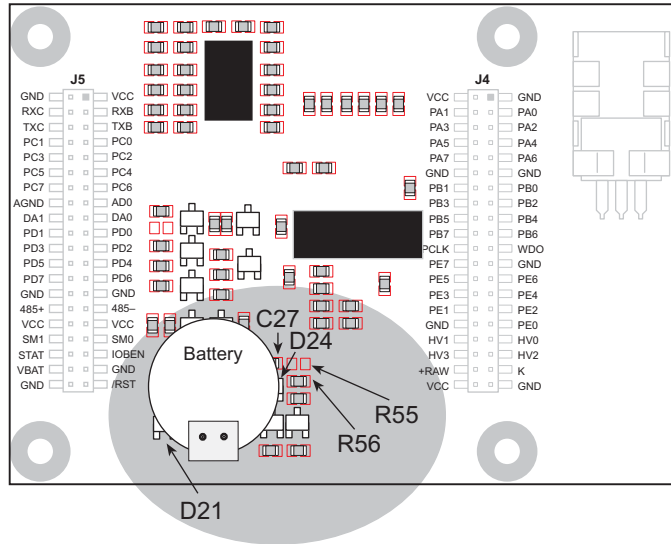 J5
GND VCC
RXC RXB
TXC TXB
PC1 PC0
PC3 PC2
PC5 PC4
PC7 PC6
AGND AD0
DA1 DA0
PD1 PD0
PD3 PD2
PD5 PD4
PD7 PD6
GND GND
485+ 485–
VCC VCC
SM1 SM0
STAT IOBEN
VBAT GND
GND /RST
J4
VCC GND
PA1 PA0
PA3 PA2
PA5 PA4
PA7 PA6
GND GND
PB1 PB0
PB3 PB2
PB5 PB4
PB7 PB6
PCLK WDO
PE7 GND
PE5 PE6
PE3 PE4
PE1 PE2
GND PE0
HV1 HV0
HV3 HV2
+RAW K
VCC GND
Battery
C27
D24
R55
R56
D21